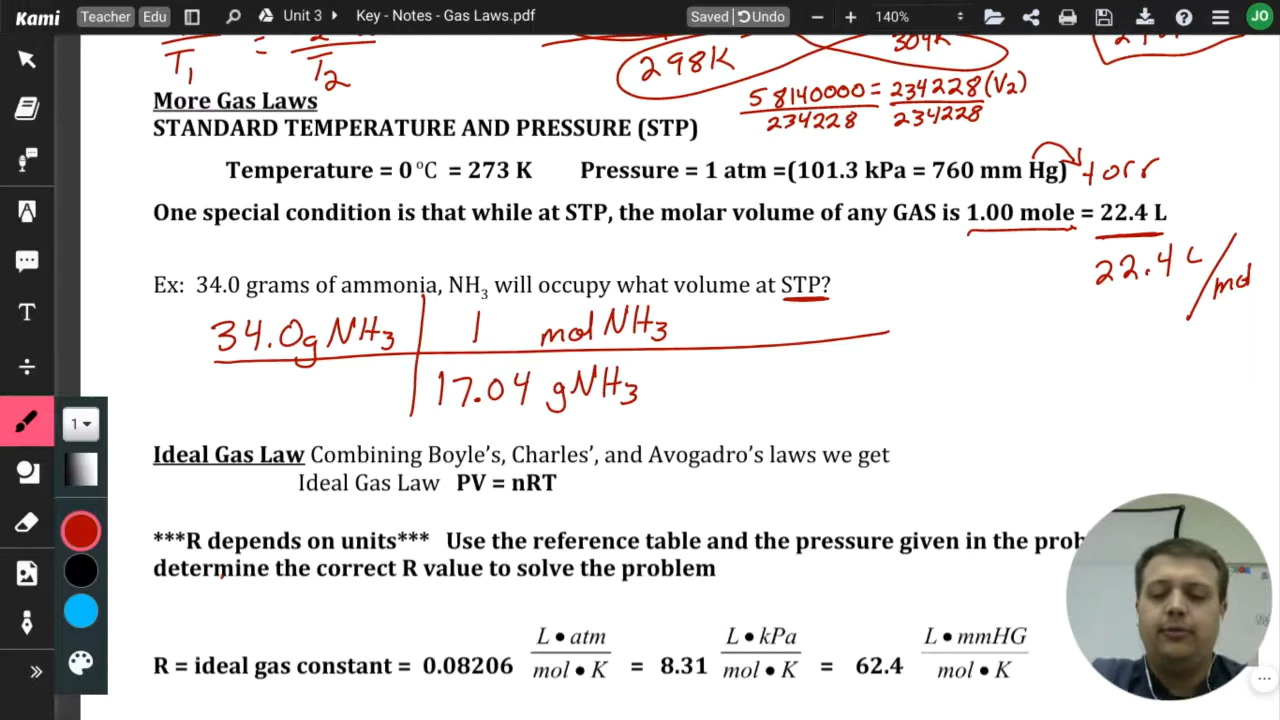 Kami Teacher Edu Unit 3 Key - Notes - Gas Laws.pdf Saved Undo 140% JO
T₁ = T₂
298K
304K
58140000 = 234228(V₂)
234228 234228
More Gas Laws
STANDARD TEMPERATURE AND PRESSURE (STP)
Temperature = 0 °C = 273 K Pressure = 1 atm =(101.3 kPa = 760 mm Hg) torr
One special condition is that while at STP, the molar volume of any GAS is 1.00 mole = 22.4 L
22.4 L/mol
Ex: 34.0 grams of ammonia, NH₃ will occupy what volume at STP?
34.0g NH₃ 1 mol NH₃
17.04 g NH₃
1
Ideal Gas Law Combining Boyle's, Charles', and Avogadro's laws we get
Ideal Gas Law PV = nRT
***R depends on units*** Use the reference table and the pressure given in the prob
determine the correct R value to solve the problem
L • atm L • kPa L • mmHG
R = ideal gas constant = 0.08206 = 8.31 = 62.4
mol • K mol • K mol • K